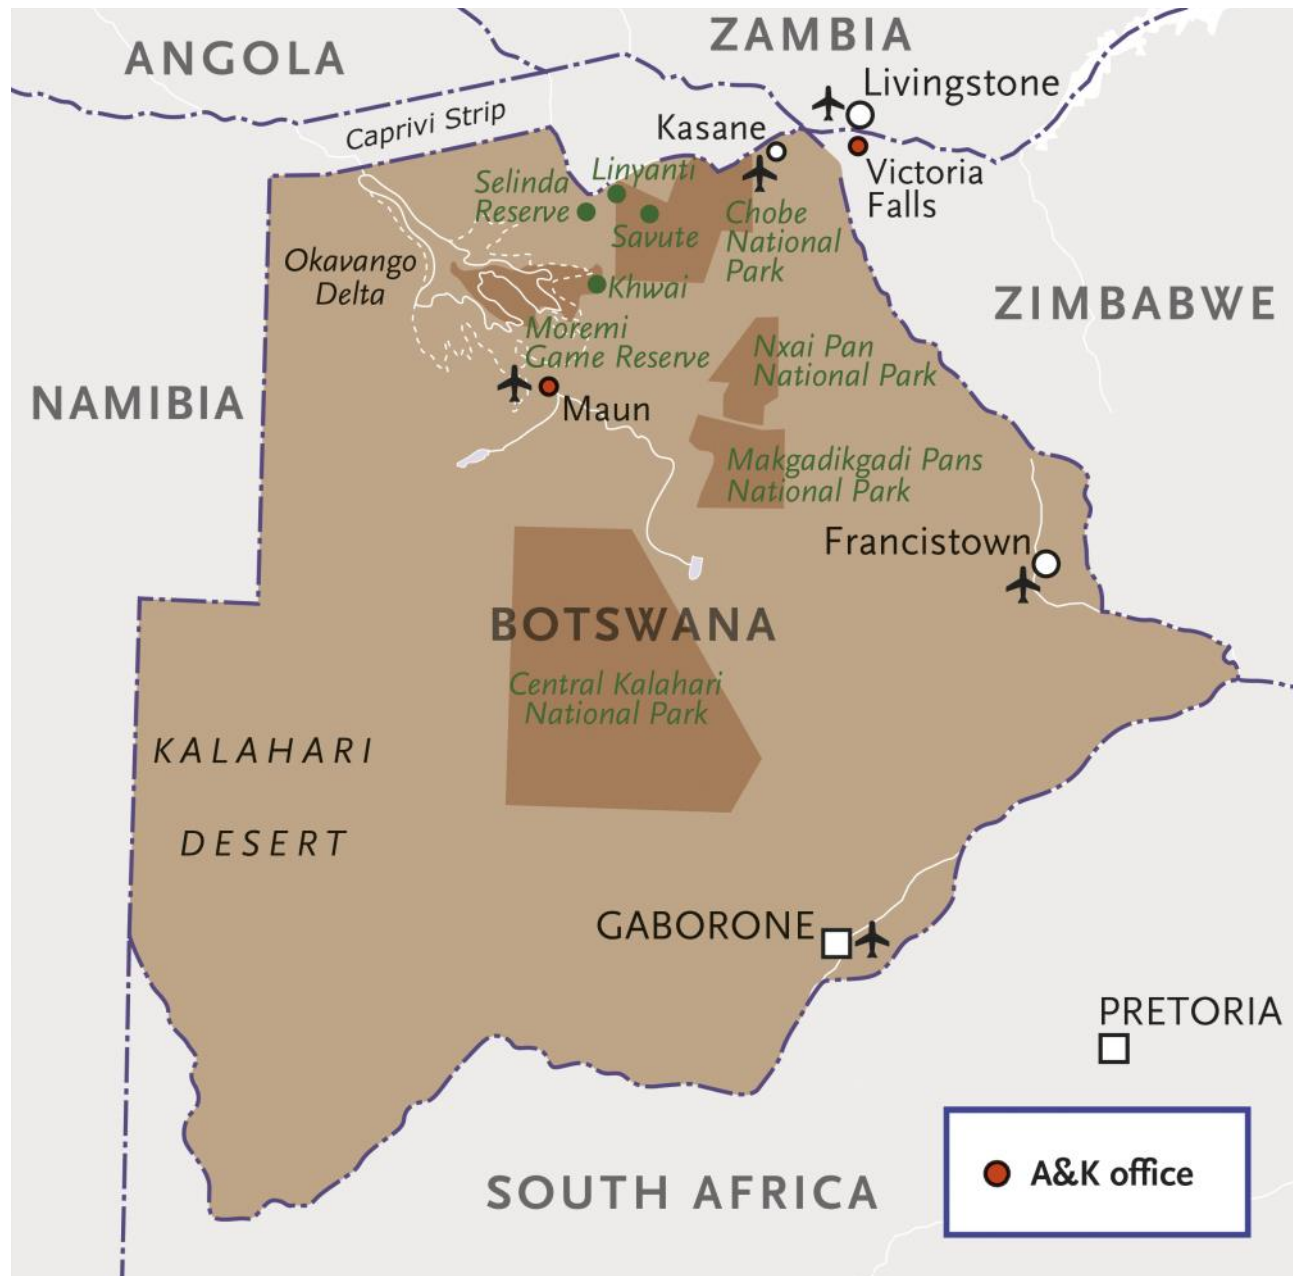 ANGOLA
ZAMBIA
Livingstone
Caprivi Strip
Kasane
Victoria
Falls
Linyanti
Selinda
Reserve
Savute
Chobe
National
Park
Okavango
Delta
Khwai
ZIMBABWE
Moremi
Game Reserve
Nxai Pan
National Park
NAMIBIA
Maun
Makgadikgadi Pans
National Park
Francistown
BOTSWANA
Central Kalahari
National Park
KALAHARI
DESERT
GABORONE
PRETORIA
A&K office
SOUTH AFRICA